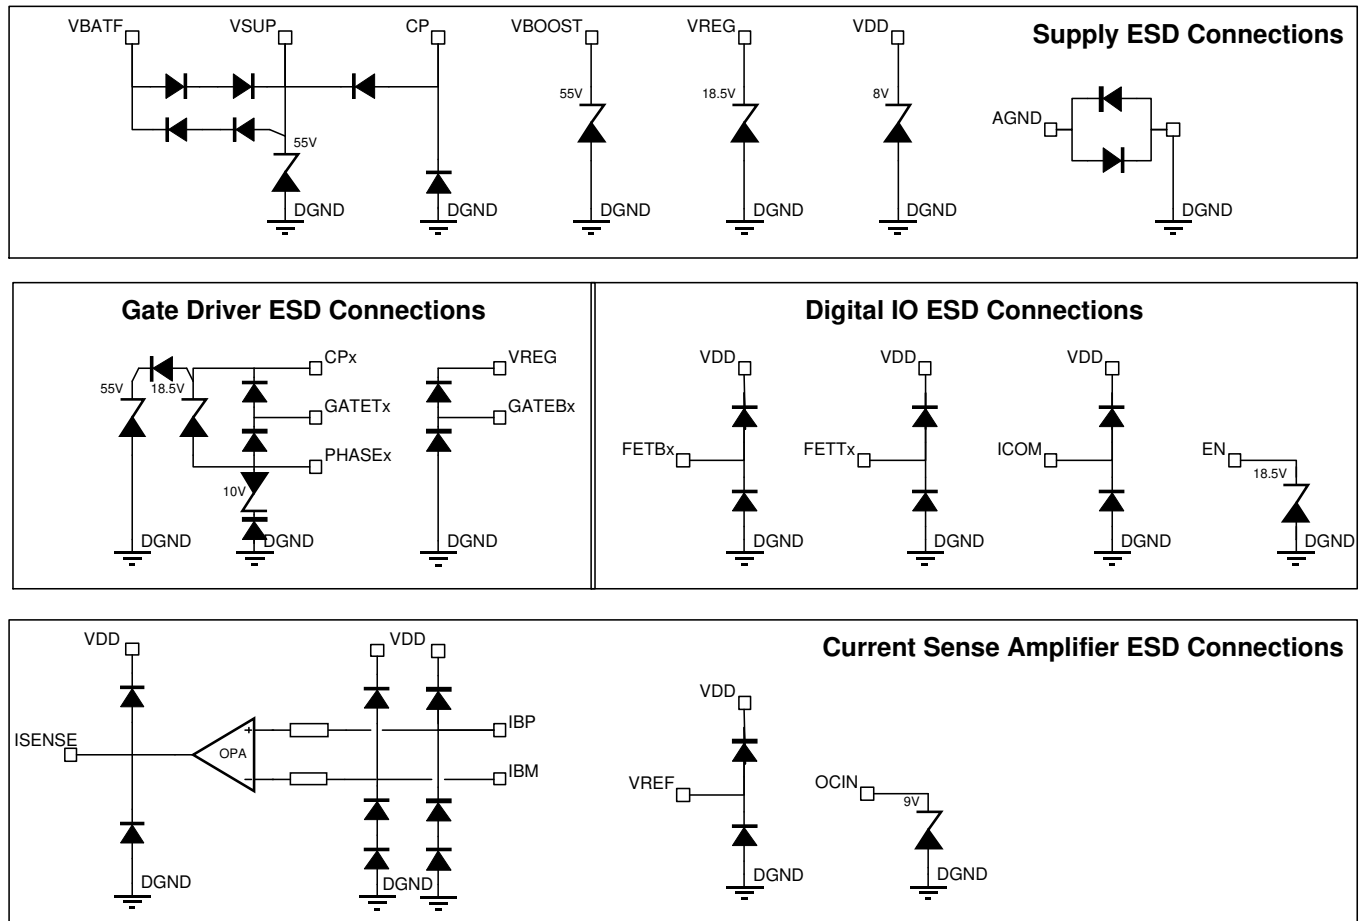 VBATF VSUP CP VBOOST VREG VDD Supply ESD Connections
55V 18.5V 8V
AGND
55V
DGND DGND DGND DGND DGND DGND
Gate Driver ESD Connections
CPx VREG
55V 18.5V
GATETx GATEBx
PHASEx
10V
DGND DGND DGND
Digital IO ESD Connections
VDD VDD VDD
FETBx FETTx ICOM EN
18.5V
DGND DGND DGND DGND
Current Sense Amplifier ESD Connections
VDD VDD
VDD
+ IBP
ISENSE OPA
− IBM
VREF OCIN
9V
DGND DGND DGND DGND